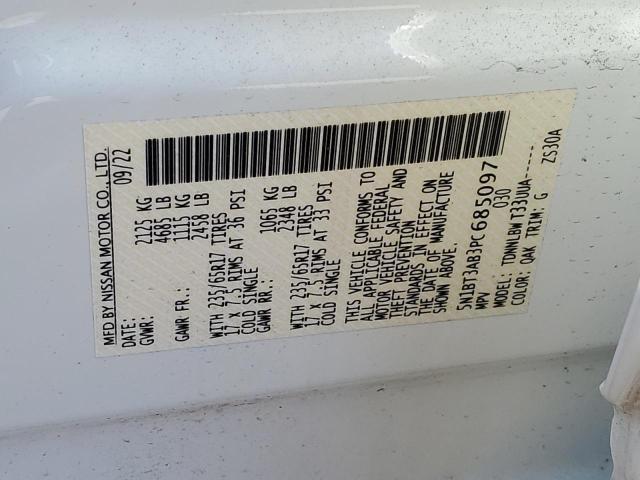 MFD BY NISSAN MOTOR CO., LTD.
DATE: 09/22
GVWR: 2125 KG
4685 LB
GAWR FR.: 1115 KG
2458 LB
WITH 235/65R17 TIRES
17 X 7.5 RIMS AT 36 PSI
COLD SINGLE
GAWR RR.: 1065 KG
2348 LB
WITH 235/65R17 TIRES
17 X 7.5 RIMS AT 33 PSI
COLD SINGLE
THIS VEHICLE CONFORMS TO
ALL APPLICABLE FEDERAL
MOTOR VEHICLE SAFETY AND
THEFT PREVENTION
STANDARDS IN EFFECT ON
THE DATE OF MANUFACTURE
SHOWN ABOVE.
5N1BT3AB3PC685097
MPV 030
MODEL: TDNNLBW T33UUA-----
COLOR: QAK TRIM: G ZS30A